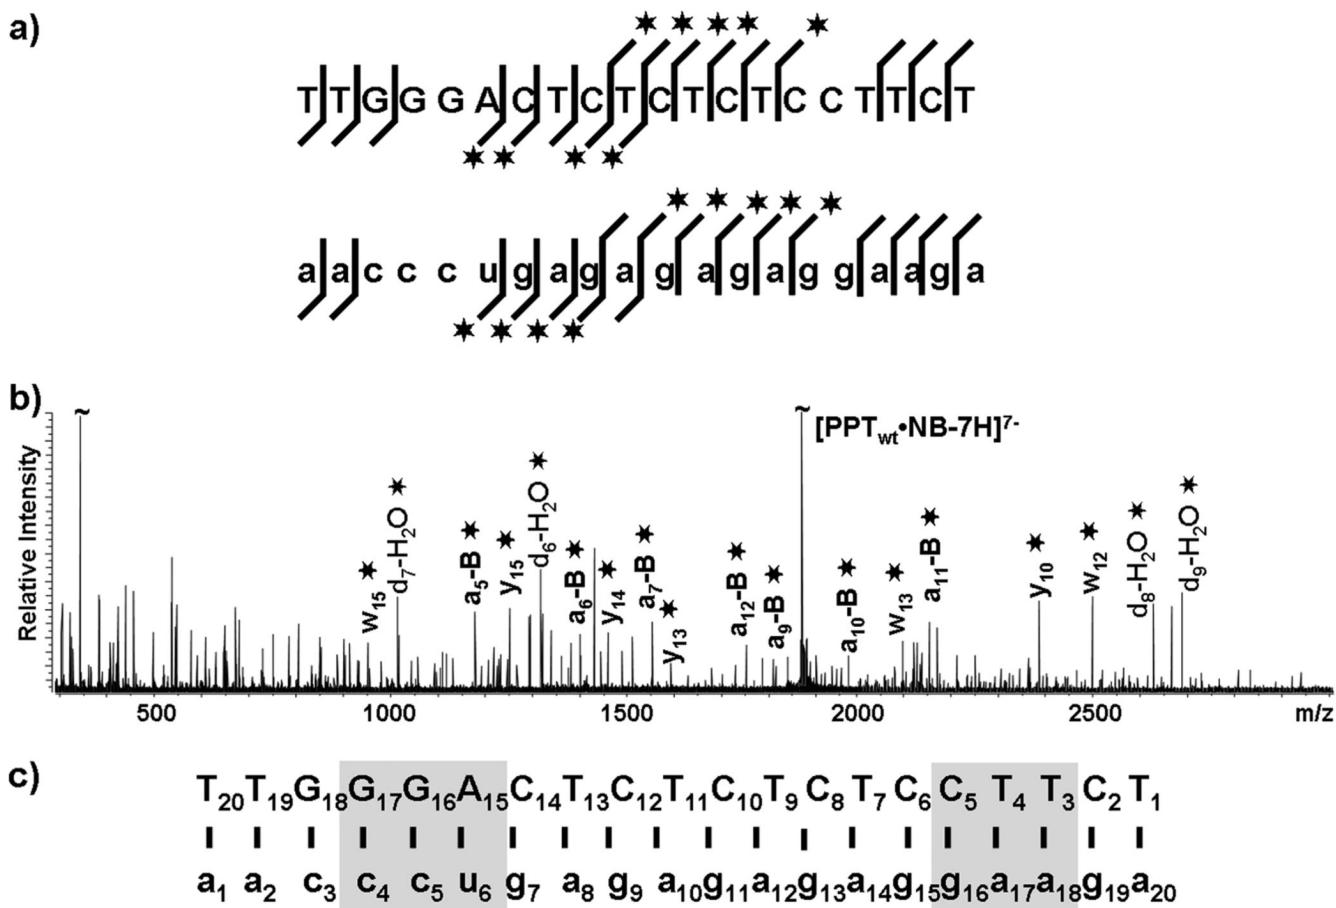 a)
T T G G G A C T C T C T C T C C T T C T
a a c c c u g a g a g a g a g g a a g a
b)
Relative Intensity
~
~
[PPTwt•NB-7H]7-
w15
d7-H2O
a5-B
y15
d6-H2O
a6-B
y14
a7-B
y13
a12-B
a9-B
a10-B
w13
a11-B
y10
w12
d8-H2O
d9-H2O
500 1000 1500 2000 2500 m/z
c)
T20 T19 G18 G17 G16 A15 C14 T13 C12 T11 C10 T9 C8 T7 C6 C5 T4 T3 C2 T1
a1 a2 c3 c4 c5 u6 g7 a8 g9 a10 g11 a12 g13 a14 g15 g16 a17 a18 g19 a20